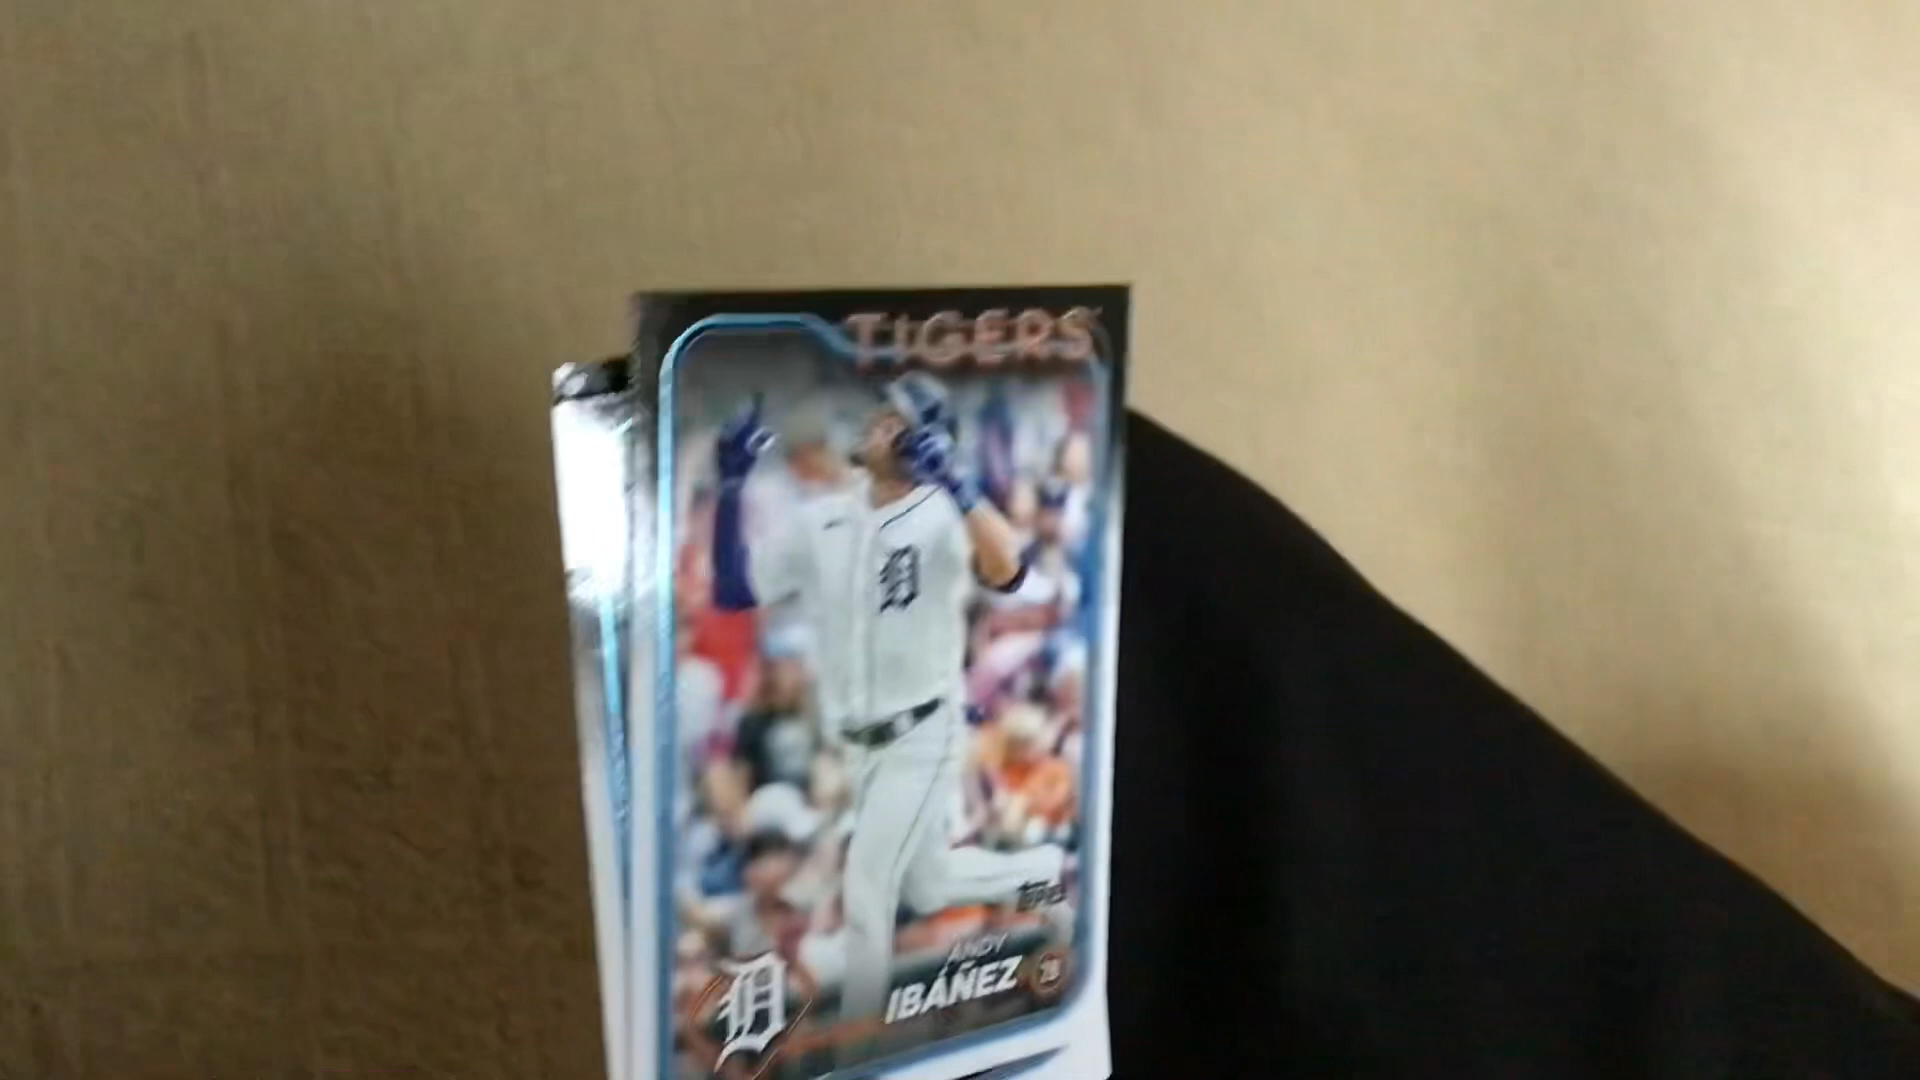 TIGERS
D
Topps
ANDY
IBÁÑEZ
D